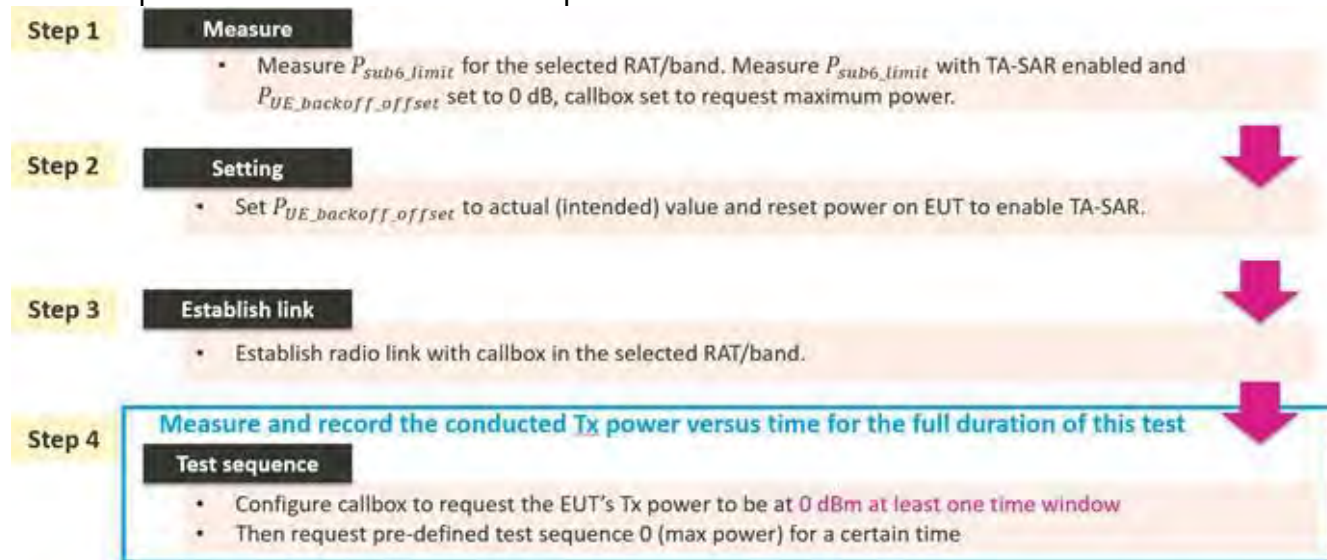 Step 1
Measure
• Measure P_sub6_limit for the selected RAT/band. Measure P_sub6_limit with TA-SAR enabled and
P_UE_backoff_offset set to 0 dB, callbox set to request maximum power.
Step 2
Setting
• Set P_UE_backoff_offset to actual (intended) value and reset power on EUT to enable TA-SAR.
Step 3
Establish link
• Establish radio link with callbox in the selected RAT/band.
Step 4
Measure and record the conducted Tx power versus time for the full duration of this test
Test sequence
• Configure callbox to request the EUT's Tx power to be at 0 dBm at least one time window
• Then request pre-defined test sequence 0 (max power) for a certain time